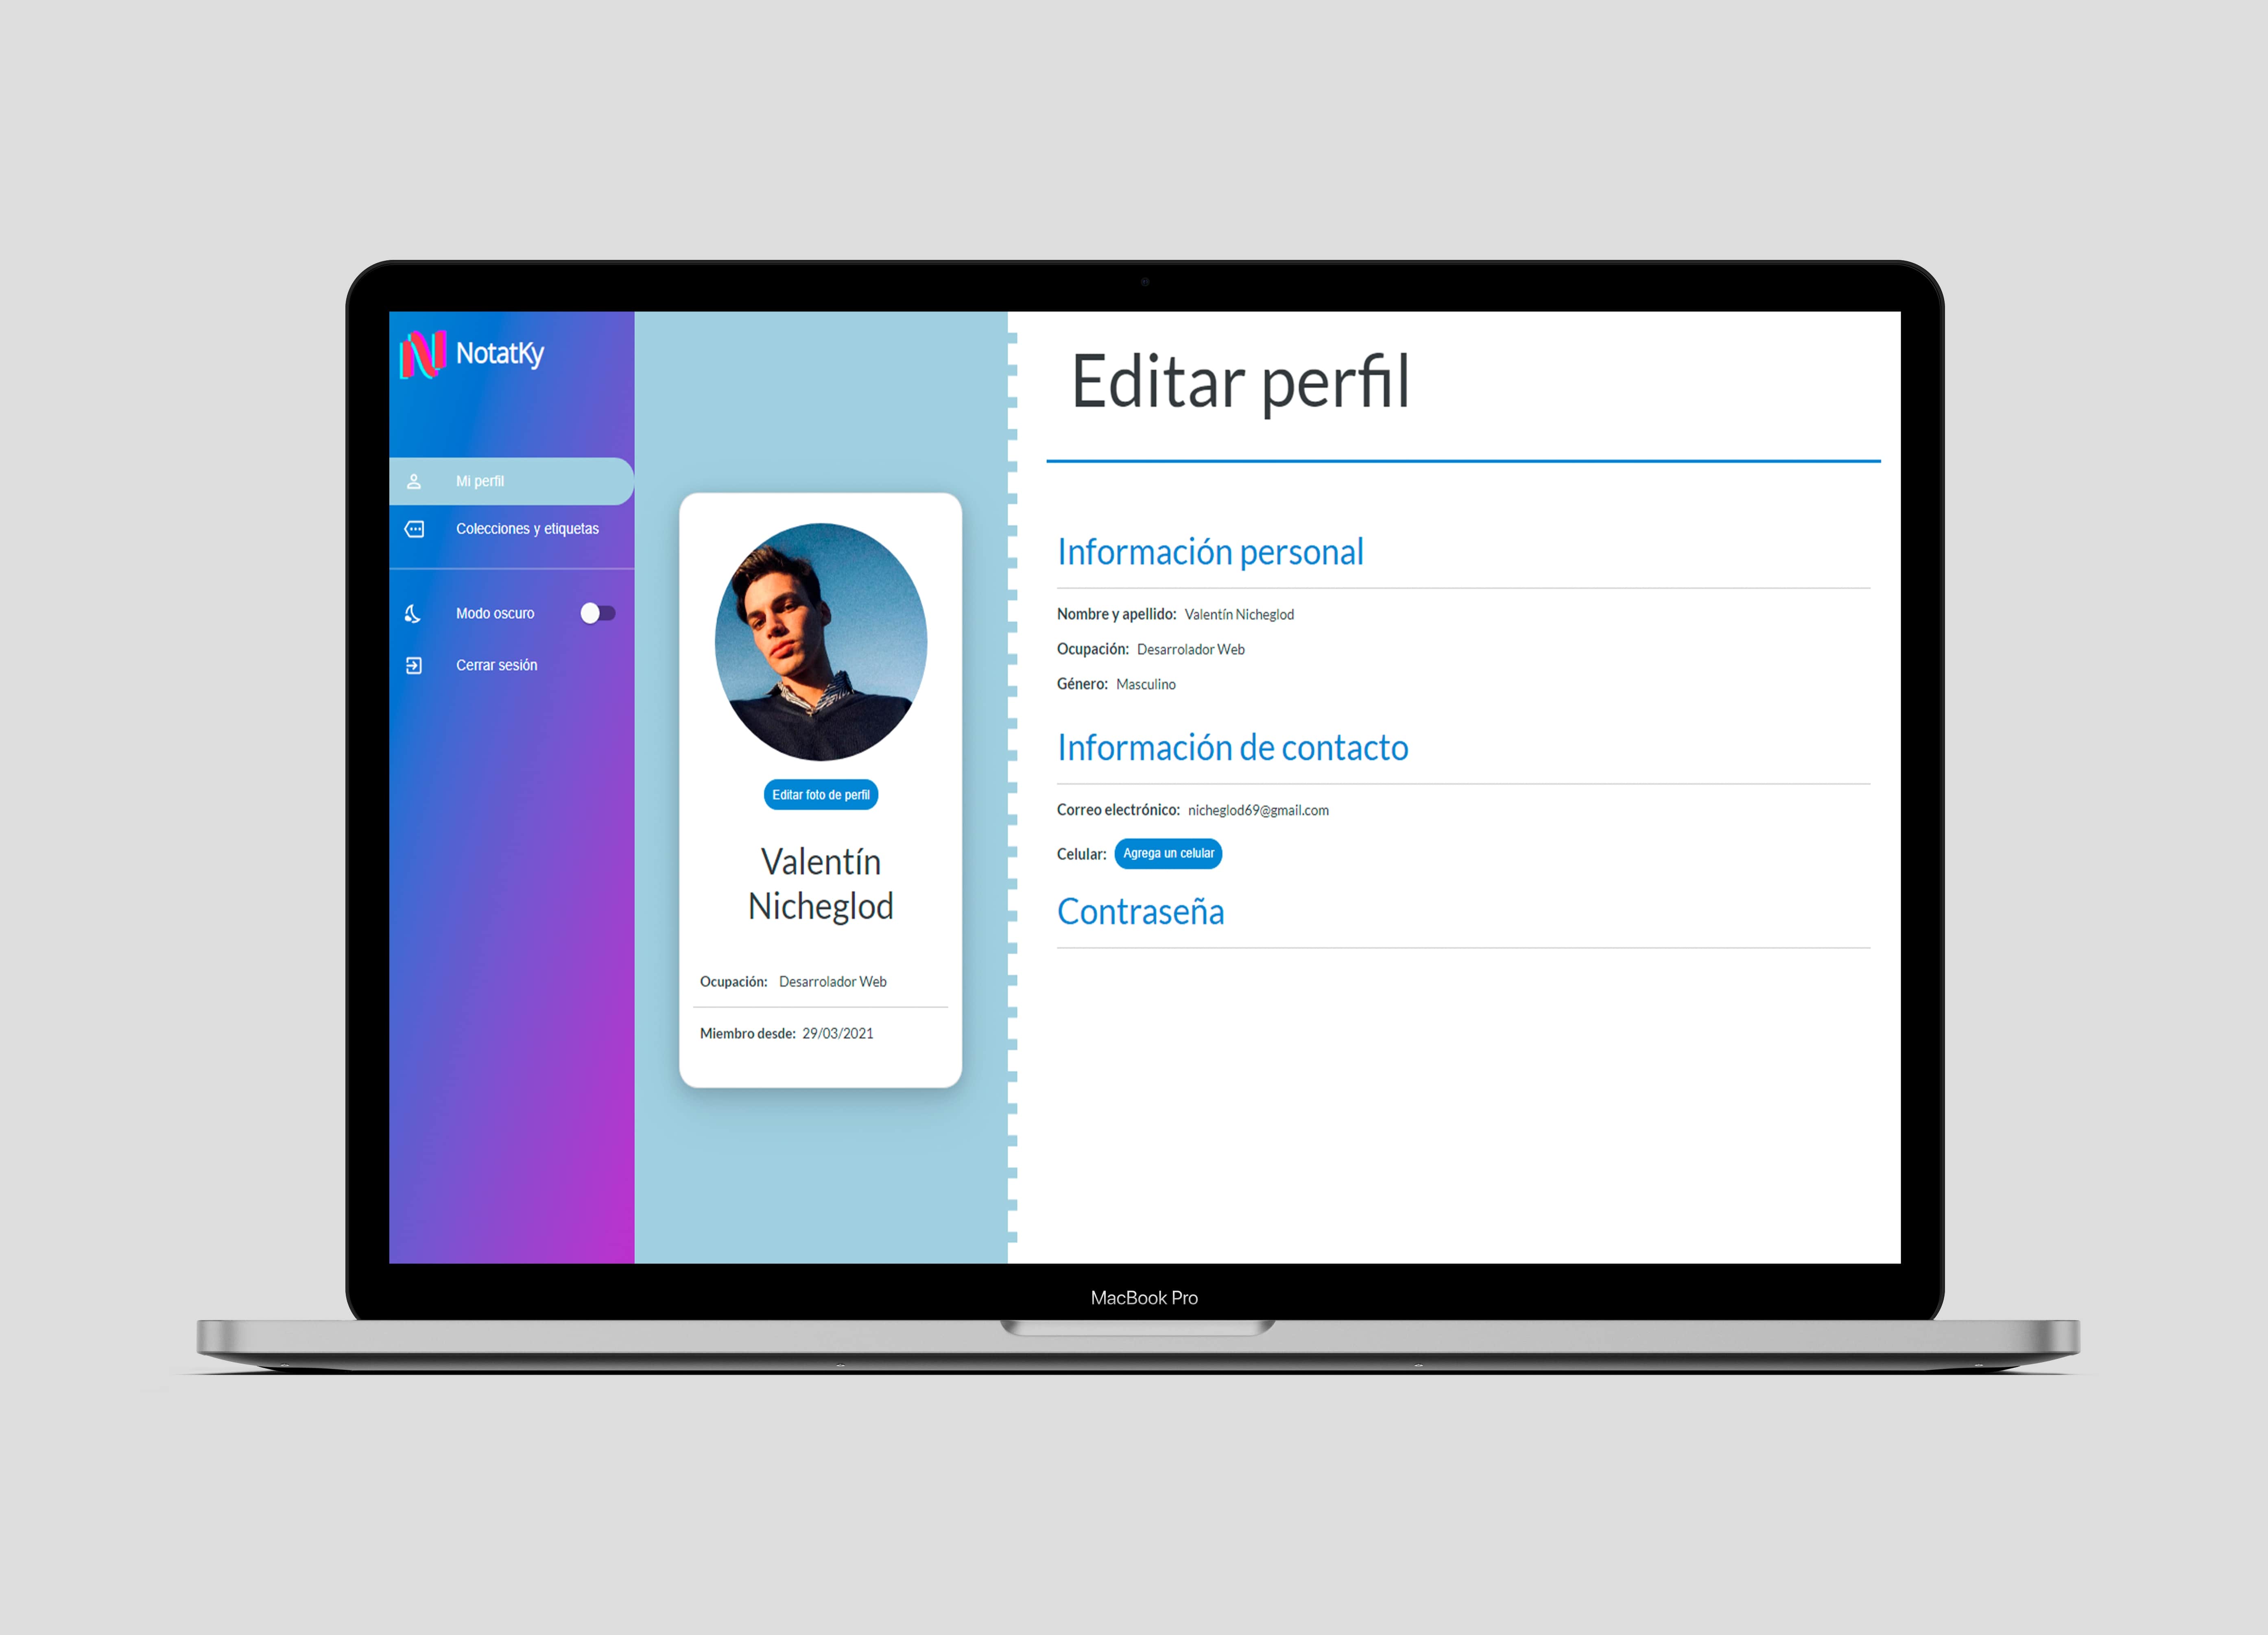 NotatKy
Mi perfil
Colecciones y etiquetas
Modo oscuro
Cerrar sesión
Editar foto de perfil
Valentín
Nicheglod
Ocupación: Desarrolador Web
Miembro desde: 29/03/2021
Editar perfil
Información personal
Nombre y apellido: Valentín Nicheglod
Ocupación: Desarrolador Web
Género: Masculino
Información de contacto
Correo electrónico: nicheglod69@gmail.com
Celular: Agrega un celular
Contraseña
MacBook Pro